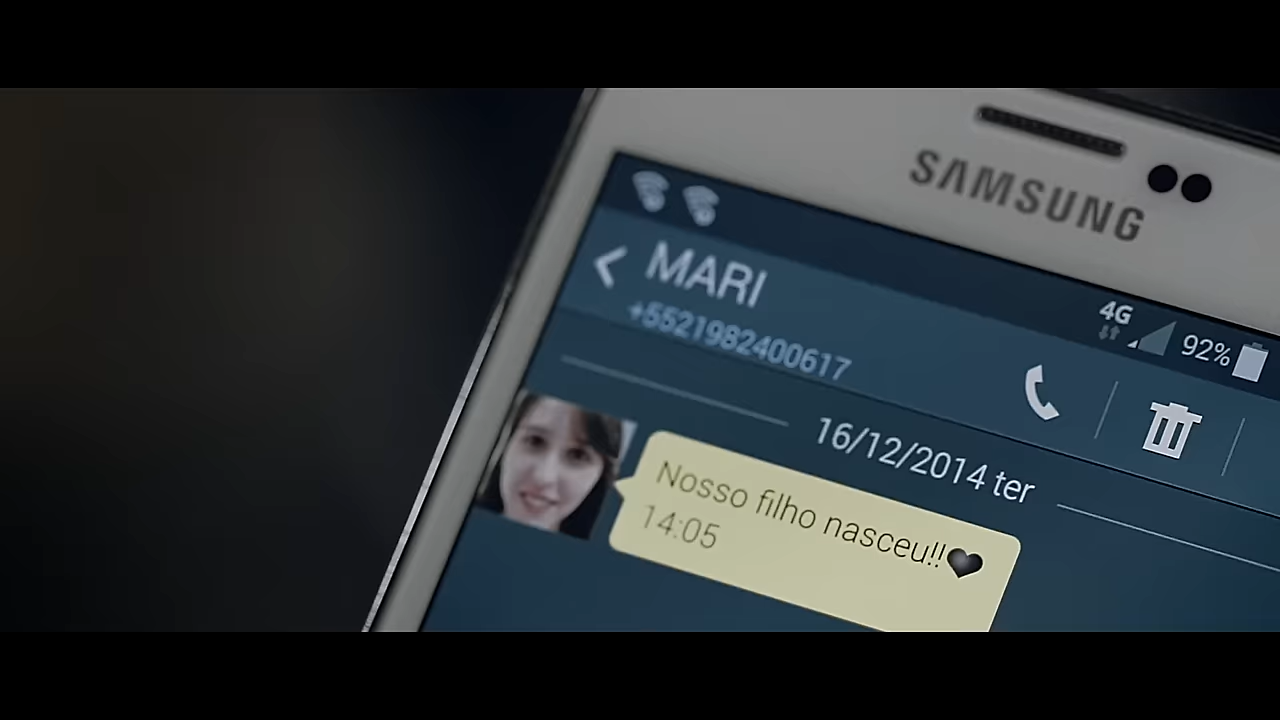 SAMSUNG
4G 92%
MARI
+5521982400617
16/12/2014 ter
Nosso filho nasceu!!🖤
14:05